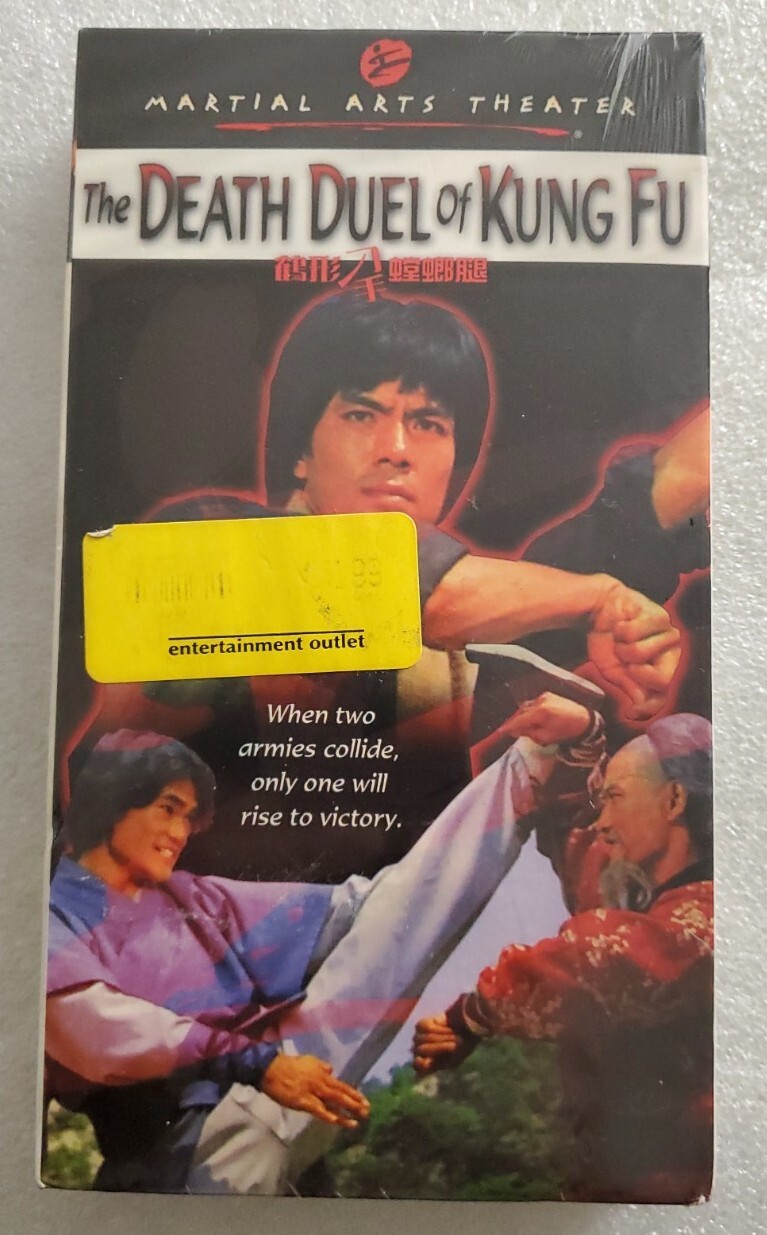 MARTIAL ARTS THEATER
The DEATH DUEL of KUNG FU
鶴形刁手螳螂腿
entertainment outlet
When two
armies collide,
only one will
rise to victory.